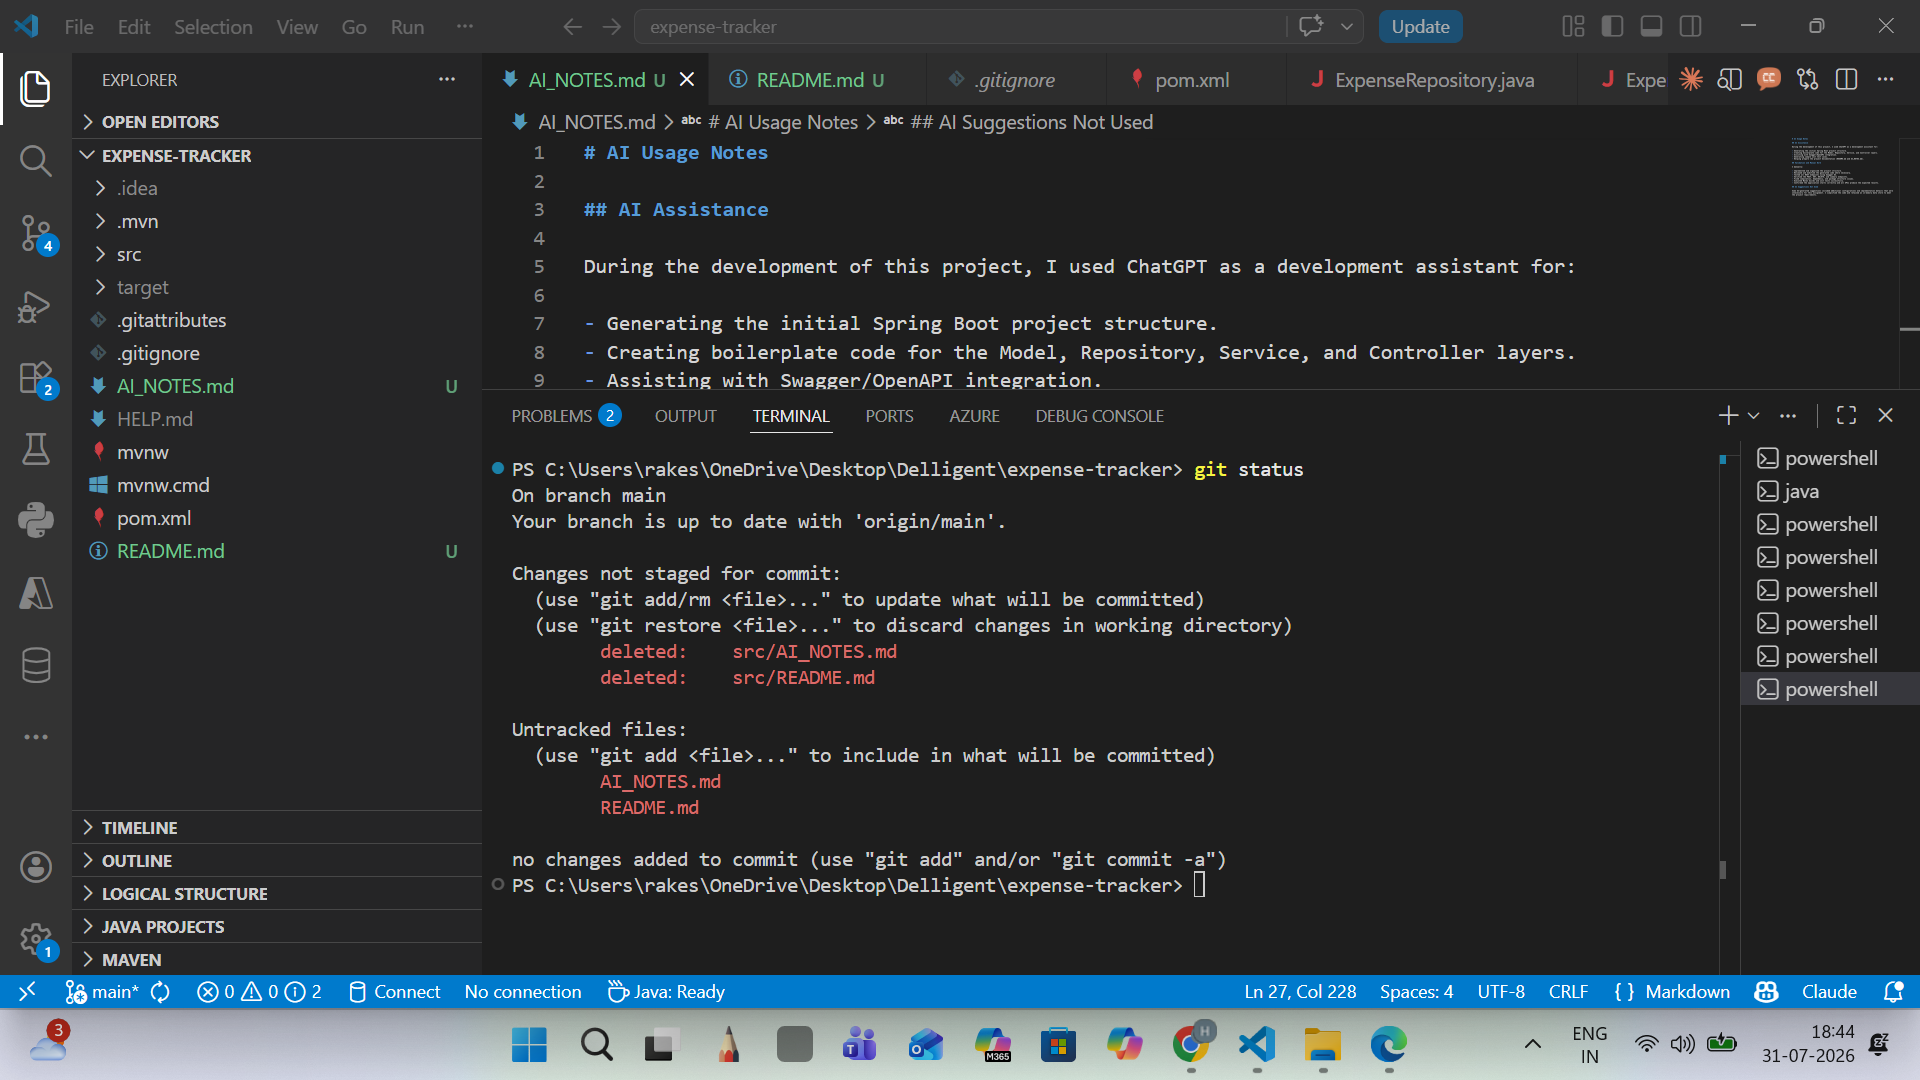 File Edit Selection View Go Run ···
expense-tracker
Update
EXPLORER
OPEN EDITORS
EXPENSE-TRACKER
.idea
.mvn
src
target
.gitattributes
.gitignore
AI_NOTES.md U
HELP.md
mvnw
mvnw.cmd
pom.xml
README.md U
TIMELINE
OUTLINE
LOGICAL STRUCTURE
JAVA PROJECTS
MAVEN
4
2
1
AI_NOTES.md U
README.md U
.gitignore
pom.xml
J ExpenseRepository.java
J Expe
CC
AI_NOTES.md > abc # AI Usage Notes > abc ## AI Suggestions Not Used
1 # AI Usage Notes
2
3 ## AI Assistance
4
5 During the development of this project, I used ChatGPT as a development assistant for:
6
7 - Generating the initial Spring Boot project structure.
8 - Creating boilerplate code for the Model, Repository, Service, and Controller layers.
9 - Assisting with Swagger/OpenAPI integration.
PROBLEMS 2 OUTPUT TERMINAL PORTS AZURE DEBUG CONSOLE
PS C:\Users\rakes\OneDrive\Desktop\Delligent\expense-tracker> git status
On branch main
Your branch is up to date with 'origin/main'.
Changes not staged for commit:
(use "git add/rm <file>..." to update what will be committed)
(use "git restore <file>..." to discard changes in working directory)
deleted: src/AI_NOTES.md
deleted: src/README.md
Untracked files:
(use "git add <file>..." to include in what will be committed)
AI_NOTES.md
README.md
no changes added to commit (use "git add" and/or "git commit -a")
PS C:\Users\rakes\OneDrive\Desktop\Delligent\expense-tracker>
powershell
java
powershell
powershell
powershell
powershell
powershell
powershell
main* 0 0 2 Connect No connection Java: Ready
Ln 27, Col 228 Spaces: 4 UTF-8 CRLF { } Markdown Claude
3
T
O
M365
H
ENG
IN
18:44
31-07-2026